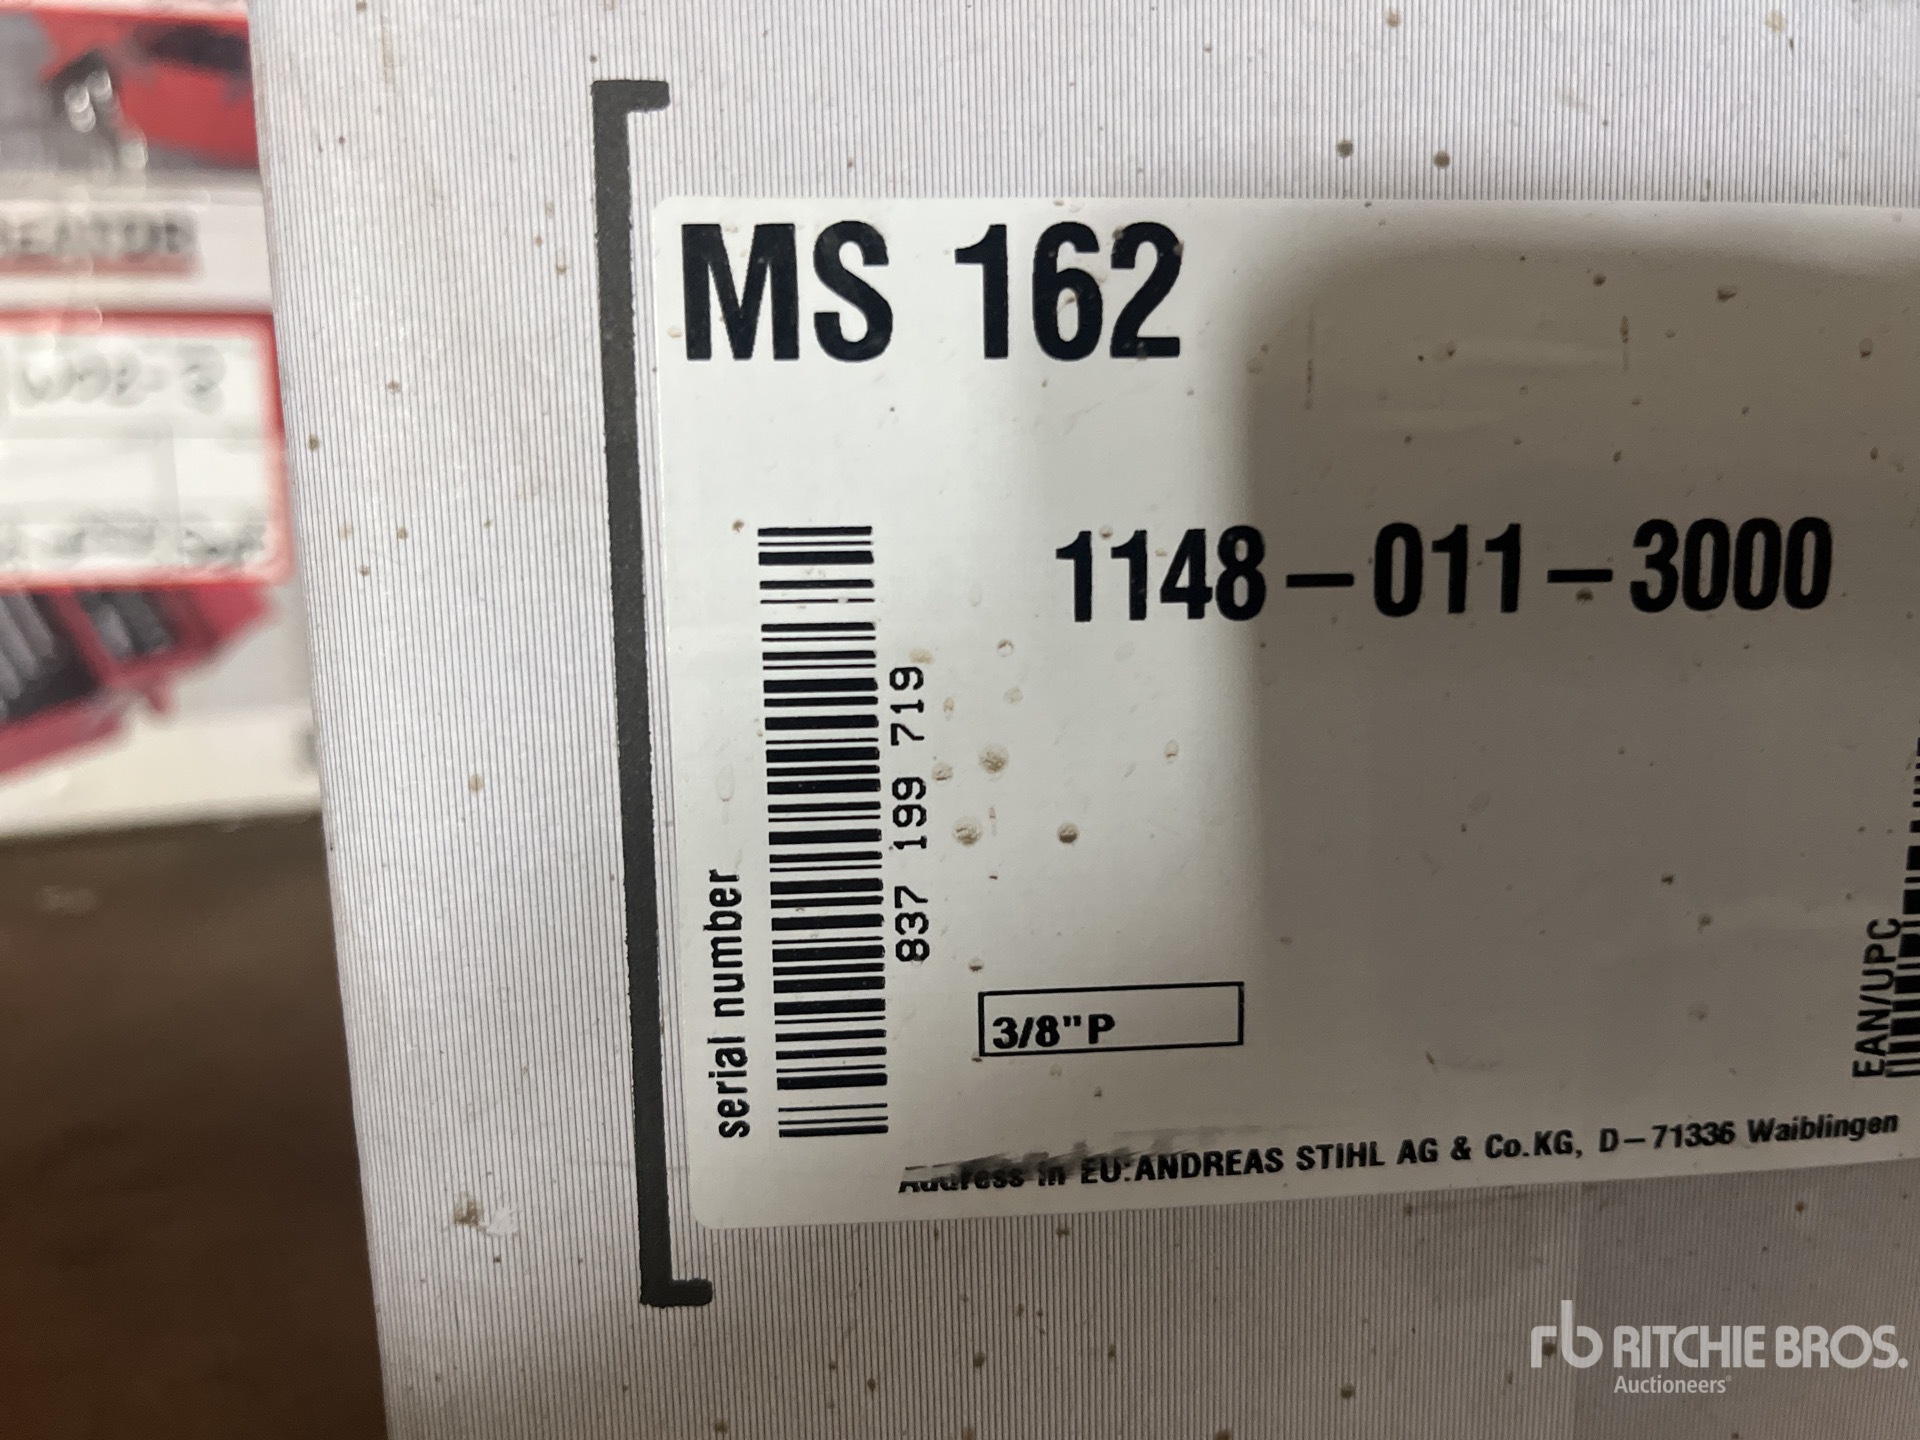 MS 162
1148-011-3000
serial number
837 199 719
3/8"P
EAN/UPC
Address in EU:ANDREAS STIHL AG & Co.KG, D-71336 Waiblingen
rb RITCHIE BROS.
Auctioneers